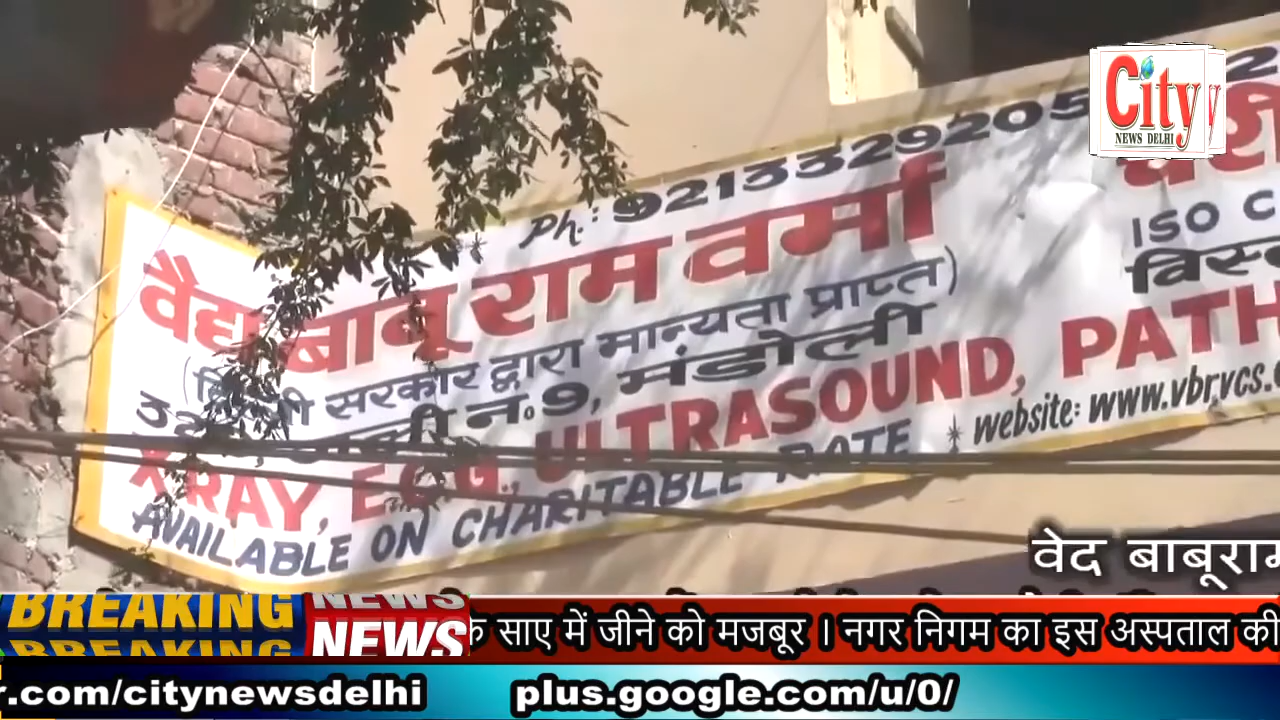 City
NEWS DELHI
Ph.: 9213329205
वैद्य बाबू राम वर्मा
सरकार द्वारा मान्यता प्राप्त)
न॰ 9, मंडोली
X RAY, E.C.G., ULTRASOUND, PATH
AVAILABLE ON CHARITABLE RATE
website: www.vbrvcs.
ISO C
वेद बाबूराम
BREAKING NEWS
के साए में जीने को मजबूर । नगर निगम का इस अस्पताल की
r.com/citynewsdelhi plus.google.com/u/0/